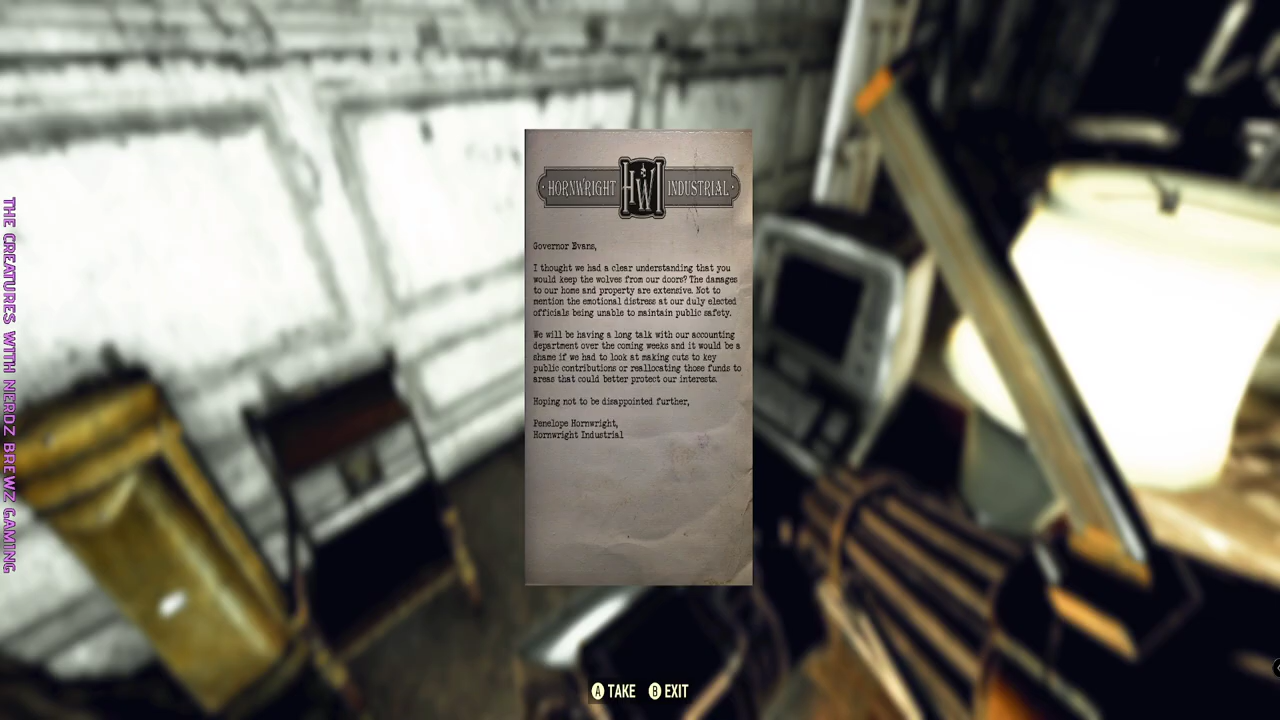 HORNWRIGHT HWI INDUSTRIAL
Governor Evans,
I thought we had a clear understanding that you
would keep the wolves from our doors? The damages
to our home and property are extensive. Not to
mention the emotional distress at our duly elected
officials being unable to maintain public safety.
We will be having a long talk with our accounting
department over the coming weeks and it would be a
shame if we had to look at making cuts to key
public contributions or reallocating those funds to
areas that could better protect our interests.
Hoping not to be disappointed further,
Penelope Hornwright,
Hornwright Industrial
THE CREATURES WITH NERDZ BREWZ GAMING
A TAKE B EXIT